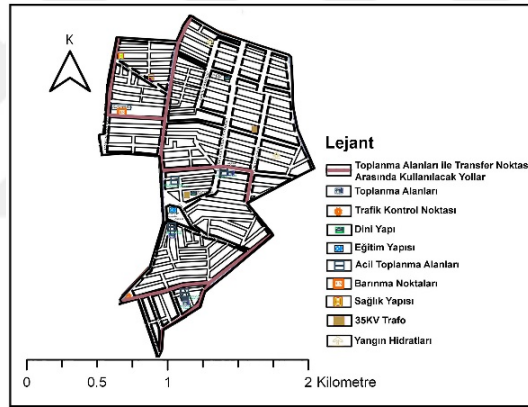 K
Lejant
Toplanma Alanları ile Transfer Noktas
Arasında Kullanılacak Yollar
Toplanma Alanları
Trafik Kontrol Noktası
Dini Yapı
Eğitim Yapısı
Acil Toplanma Alanları
Barınma Noktaları
Sağlık Yapısı
35KV Trafo
Yangın Hidratları
0 0.5 1 2 Kilometre